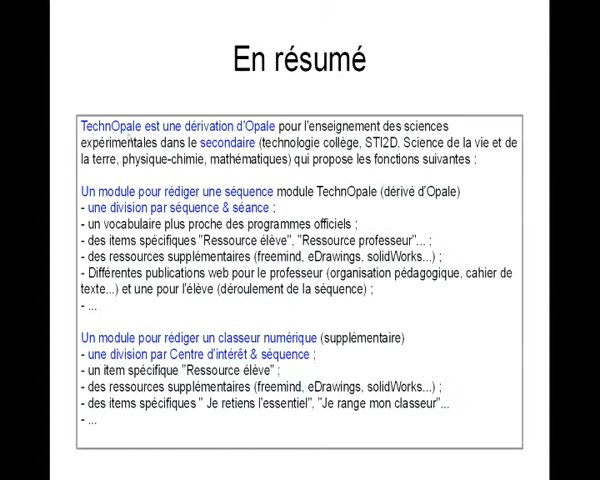 En résumé
TechnOpale est une dérivation d'Opale pour l'enseignement des sciences
expérimentales dans le secondaire (technologie collège, STI2D, Science de la vie et de
la terre, physique-chimie, mathématiques) qui propose les fonctions suivantes :
Un module pour rédiger une séquence module TechnOpale (dérivé d'Opale)
- une division par séquence & séance ;
- un vocabulaire plus proche des programmes officiels ;
- des items spécifiques "Ressource élève", "Ressource professeur"... ;
- des ressources supplémentaires (freemind, eDrawings, solidWorks...) ;
- Différentes publications web pour le professeur (organisation pédagogique, cahier de
texte...) et une pour l'élève (déroulement de la séquence) ;
- ...
Un module pour rédiger un classeur numérique (supplémentaire)
- une division par Centre d'intérêt & séquence ;
- un item spécifique "Ressource élève" ;
- des ressources supplémentaires (freemind, eDrawings, solidWorks...) ;
- des items spécifiques " Je retiens l'essentiel", "Je range mon classeur"...
- ...